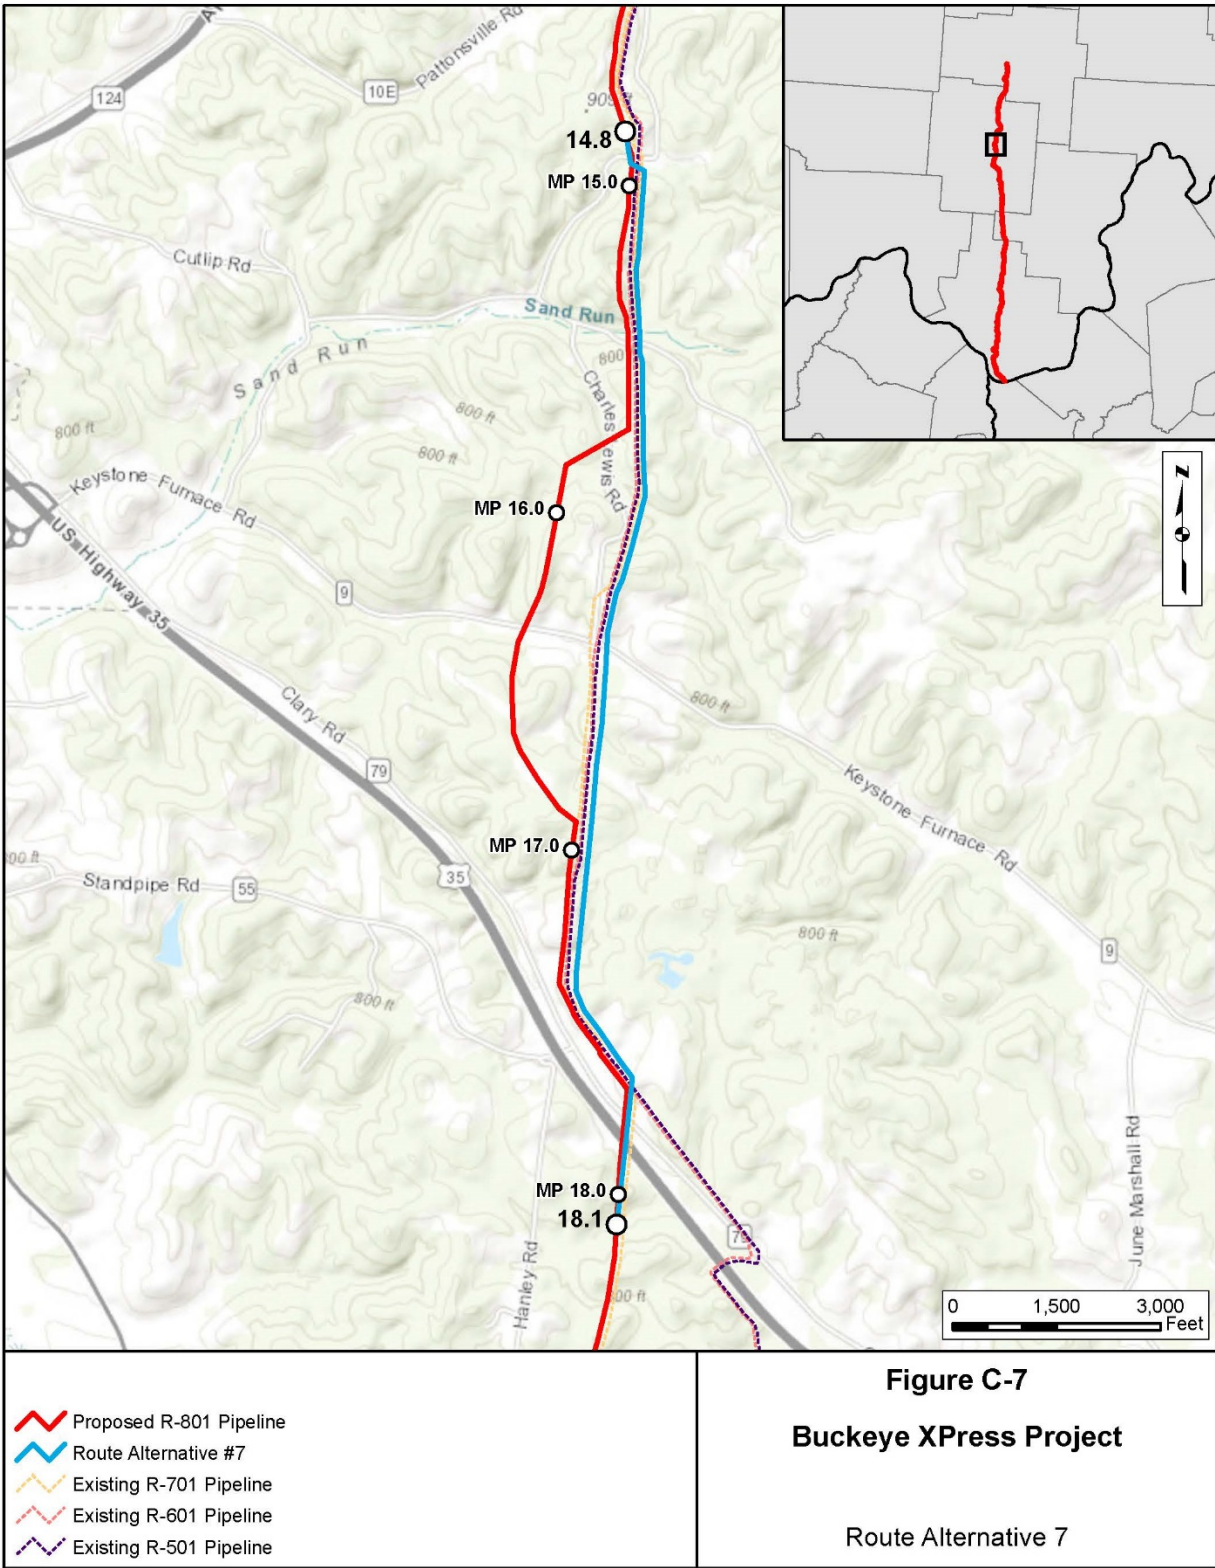 Pattonsville Rd
124
10E
909 ft
14.8
MP 15.0
Cutlip Rd
Sand Run
Sand Run
800
Charles Lewis Rd
800 ft
800 ft
800 ft
MP 16.0
Keystone Furnace Rd
US Highway 35
9
Clary Rd
800 ft
79
Keystone Furnace Rd
MP 17.0
35
Standpipe Rd
55
800 ft
9
800 ft
MP 18.0
18.1
Hanley Rd
June Marshall Rd
N
0 1,500 3,000
Feet
Proposed R-801 Pipeline
Route Alternative #7
Existing R-701 Pipeline
Existing R-601 Pipeline
Existing R-501 Pipeline
Figure C-7
Buckeye XPress Project
Route Alternative 7